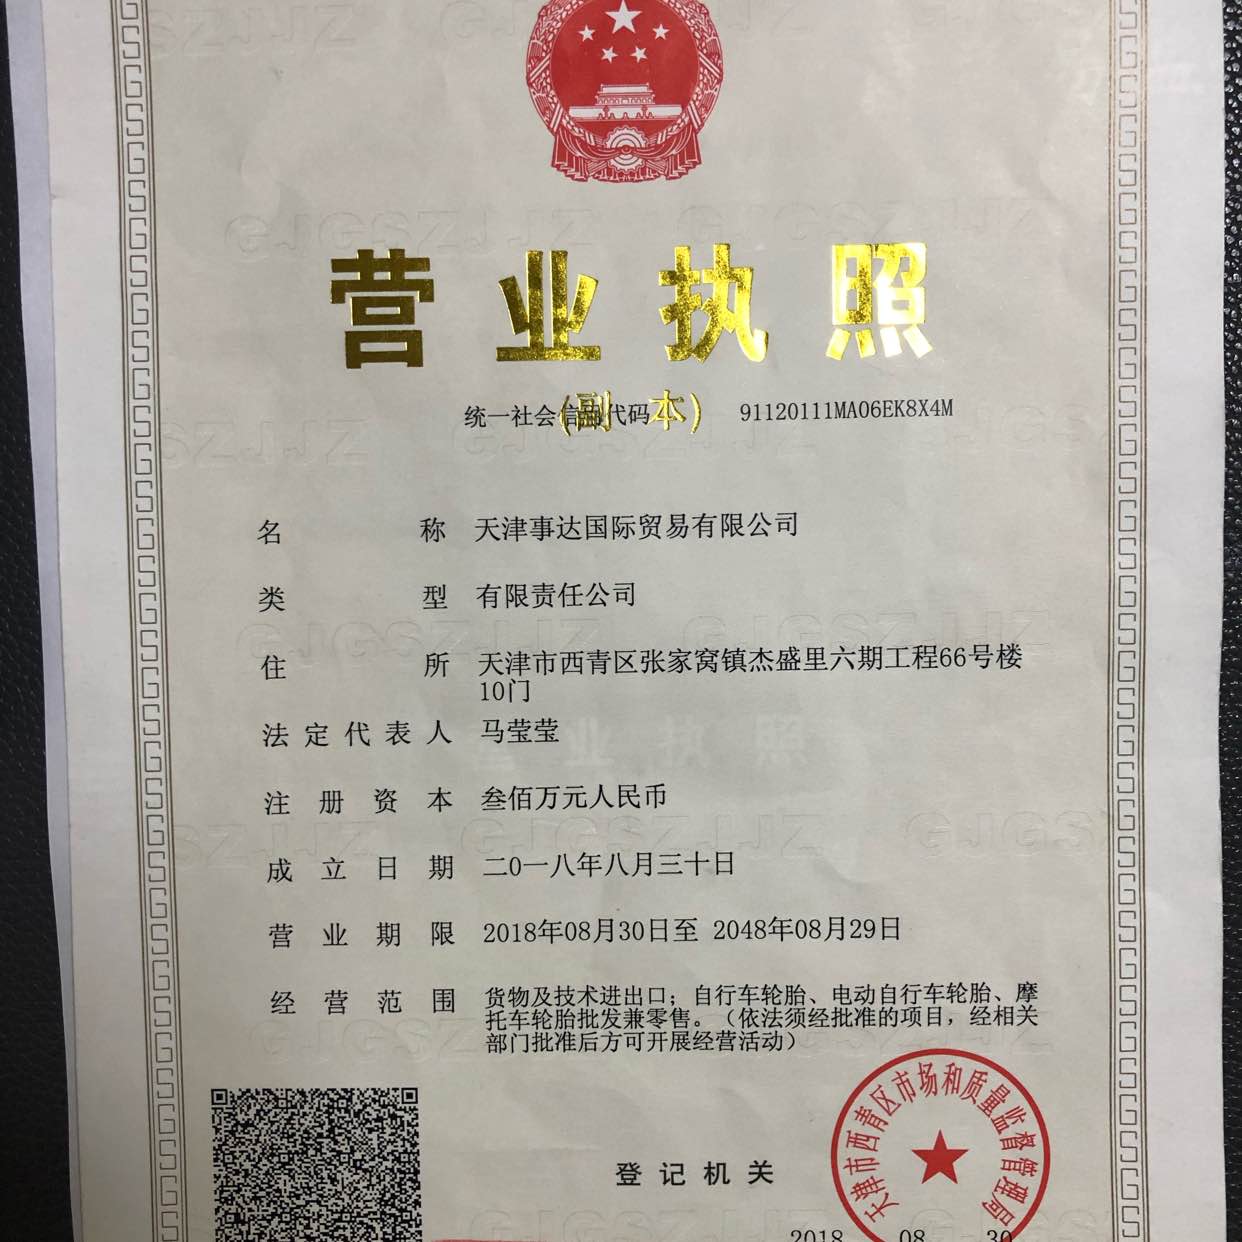 营业执照
(副本)
统一社会信用代码 91120111MA06EK8X4M
名称 天津事达国际贸易有限公司
类型 有限责任公司
住所 天津市西青区张家窝镇杰盛里六期工程66号楼
10门
法定代表人 马莹莹
注册资本 叁佰万元人民币
成立日期 二〇一八年八月三十日
营业期限 2018年08月30日至 2048年08月29日
经营范围 货物及技术进出口；自行车轮胎、电动自行车轮胎、摩
托车轮胎批发兼零售。（依法须经批准的项目，经相关
部门批准后方可开展经营活动）
天津市西青区市场和质量监督管理局
登记机关
2018 08 30